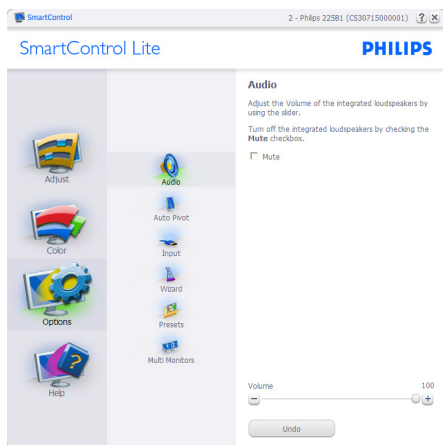 SmartControl
2 - Philips 225B1 (CS30715000001)
? ×
SmartControl Lite
PHILIPS
Adjust
Color
Options
Help
Audio
Auto Pivot
Input
Wizard
Presets
Multi Monitors
Audio
Adjust the Volume of the integrated loudspeakers by
using the slider.
Turn off the integrated loudspeakers by checking the
Mute checkbox.
Mute
Volume 100
Undo